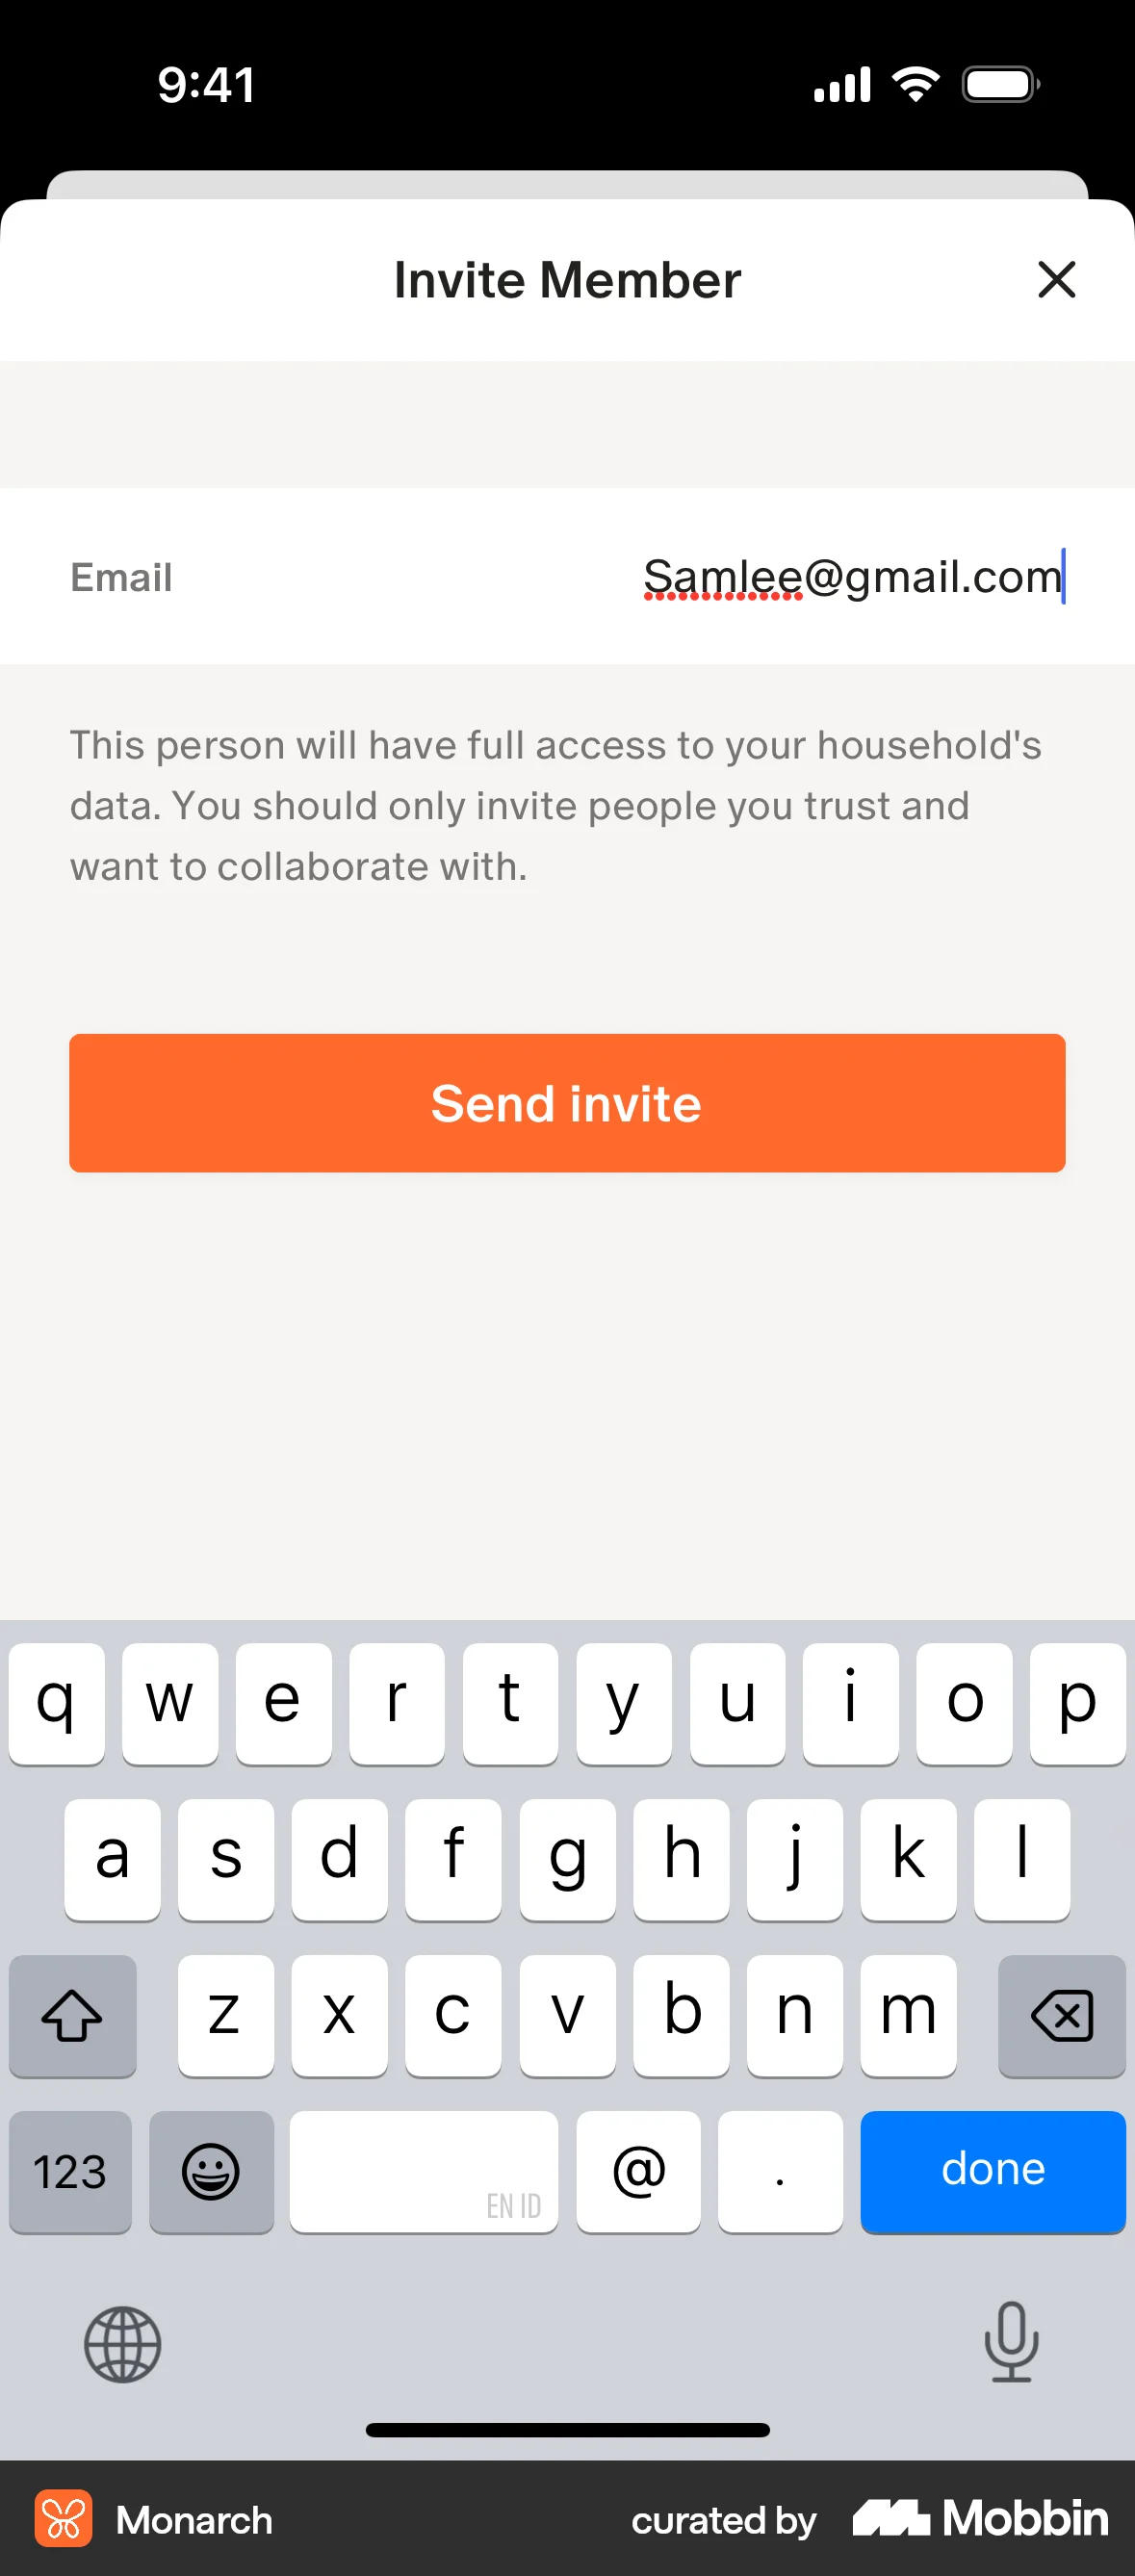 9:41
Invite Member
Email
Samlee@gmail.com
This person will have full access to your household's
data. You should only invite people you trust and
want to collaborate with.
Send invite
q w e r t y u i o p
a s d f g h j k l
z x c v b n m
123 EN ID @ . done
Monarch curated by Mobbin